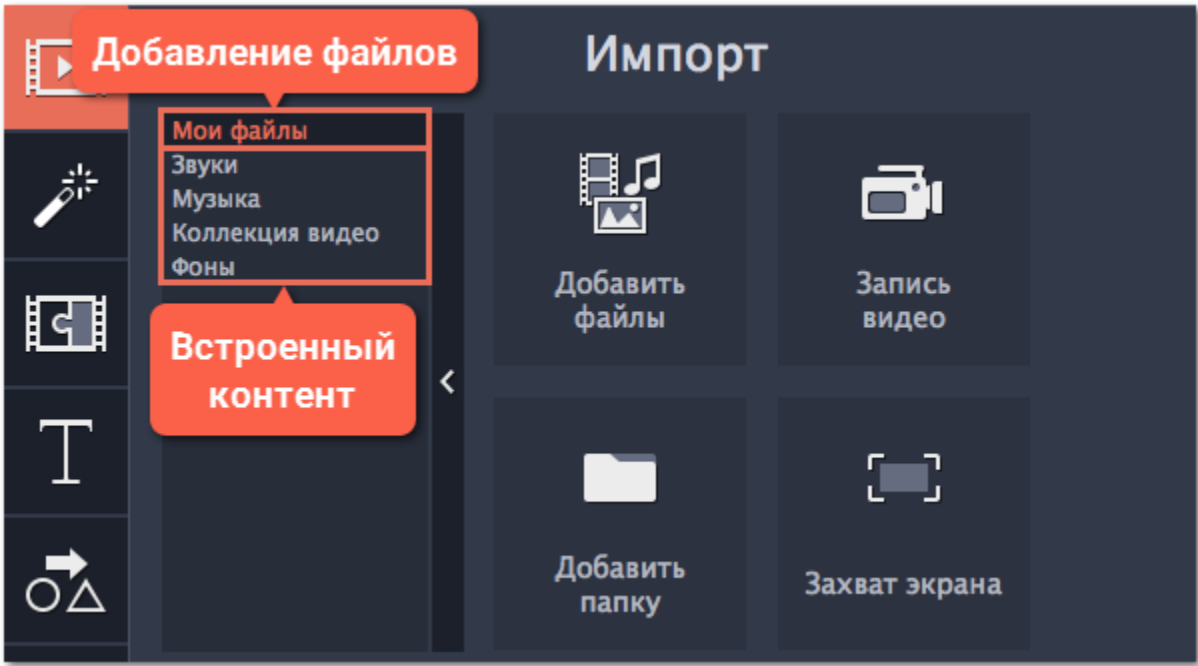 Добавление файлов
Импорт
Мои файлы
Звуки
Музыка
Коллекция видео
Фоны
Встроенный
контент
Добавить
файлы
Запись
видео
Добавить
папку
Захват экрана